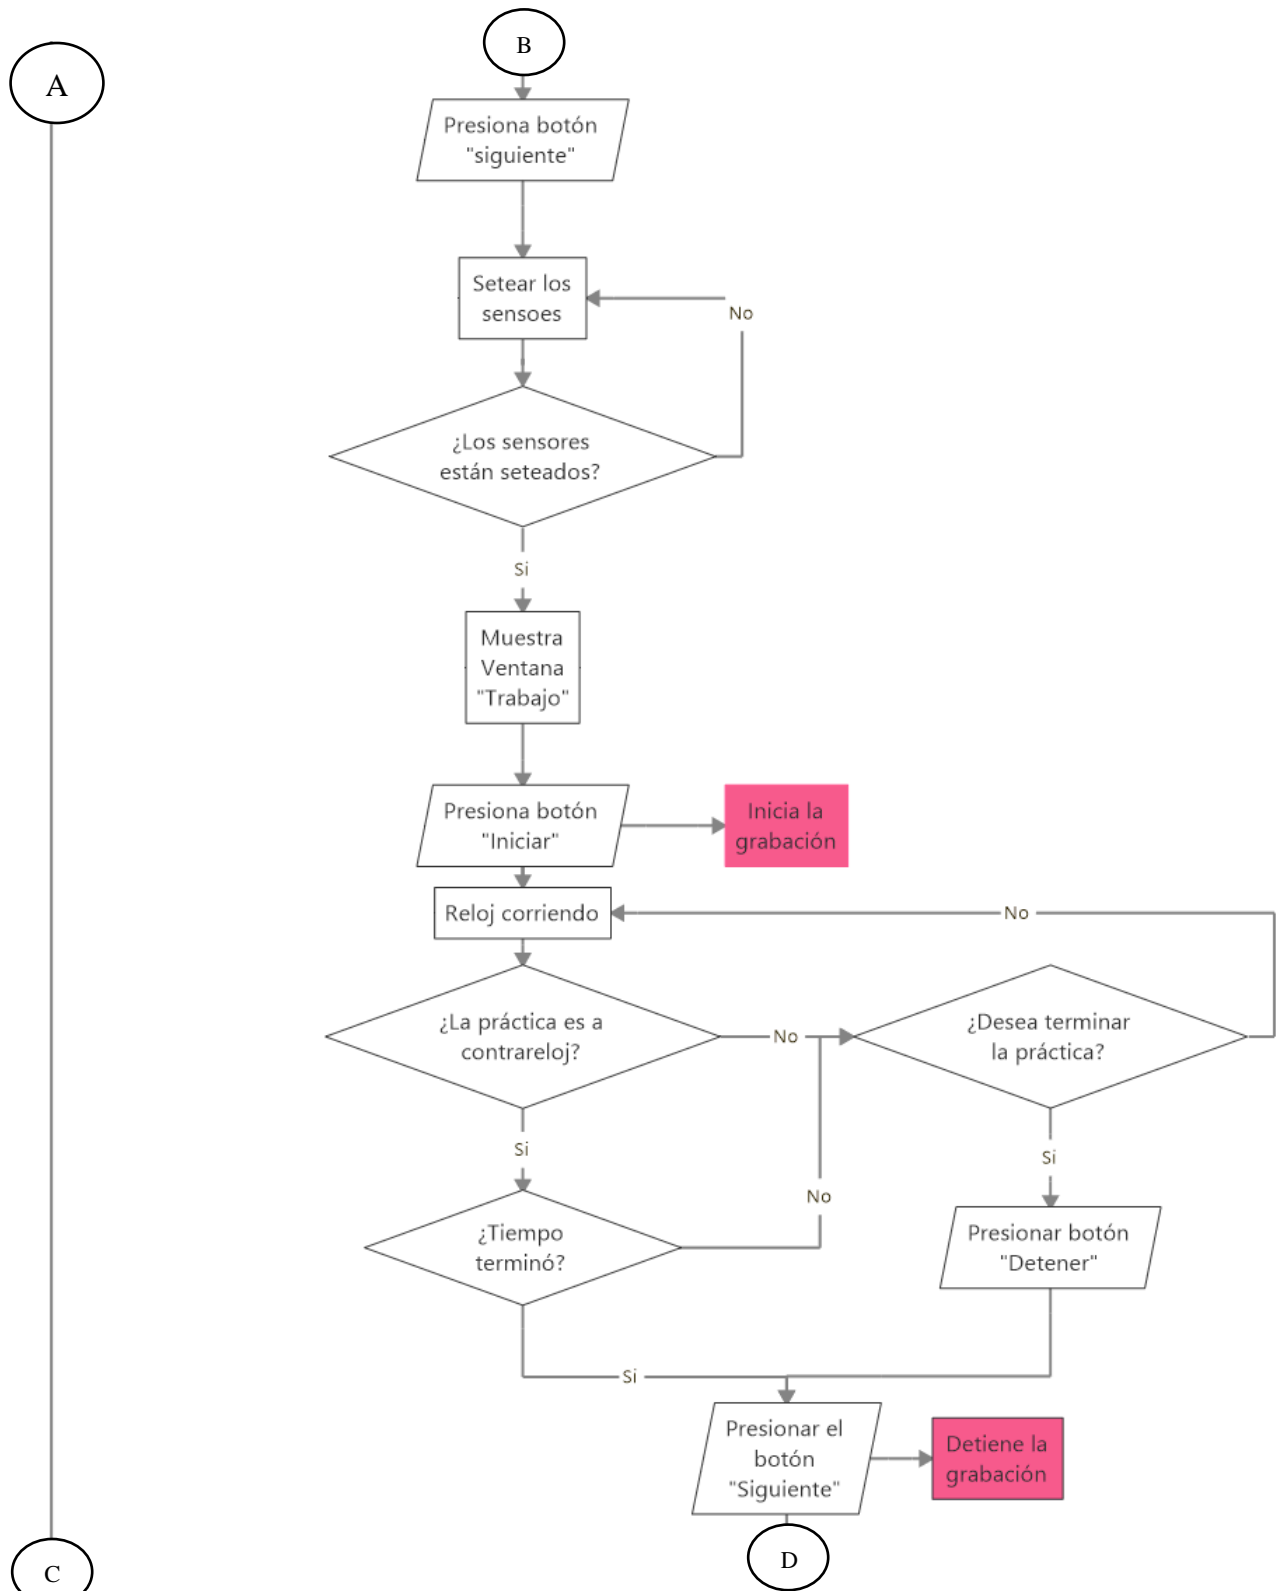 B
A
Presiona botón
"siguiente"
Setear los
sensoes
No
¿Los sensores
están seteados?
Si
Muestra
Ventana
"Trabajo"
Presiona botón
"Iniciar"
Inicia la
grabación
Reloj corriendo
No
¿La práctica es a
contrareloj?
No
¿Desea terminar
la práctica?
Si
Si
No
¿Tiempo
terminó?
Presionar botón
"Detener"
Si
Presionar el
botón
"Siguiente"
Detiene la
grabación
D
C